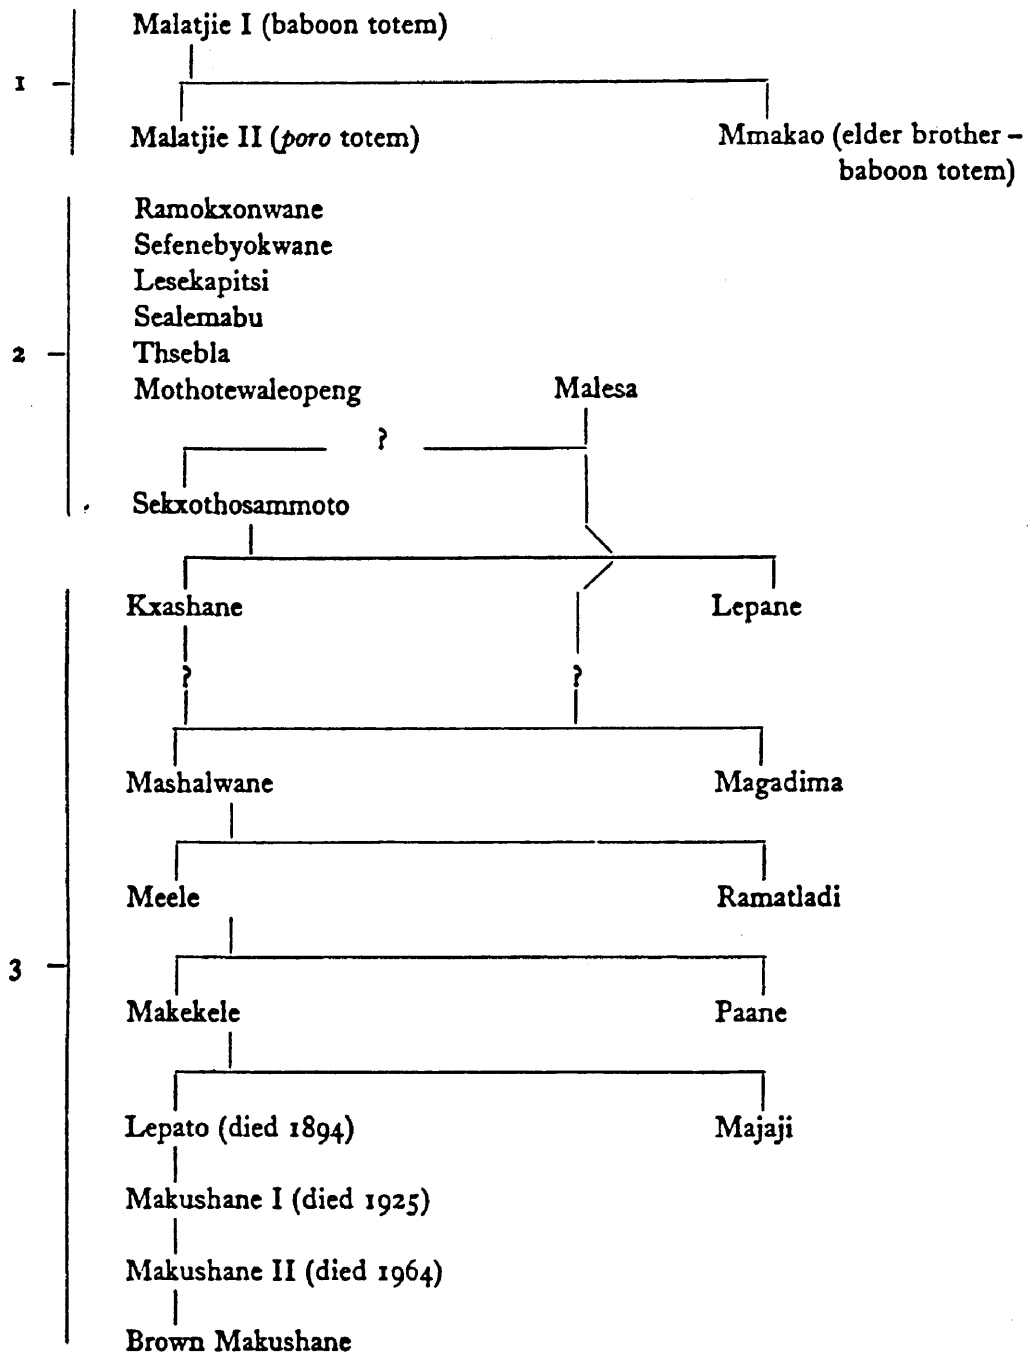 Malatjie I (baboon totem)
1
Malatjie II (poro totem)
Mmakao (elder brother –
baboon totem)
Ramokxonwane
Sefenebyokwane
Lesekapitsi
Sealemabu
2
Thsebla
Mothotewaleopeng
Malesa
?
Sekxothosammoto
Kxashane
Lepane
?
?
Mashalwane
Magadima
Meele
Ramatladi
3
Makekele
Paane
Lepato (died 1894)
Majaji
Makushane I (died 1925)
Makushane II (died 1964)
Brown Makushane